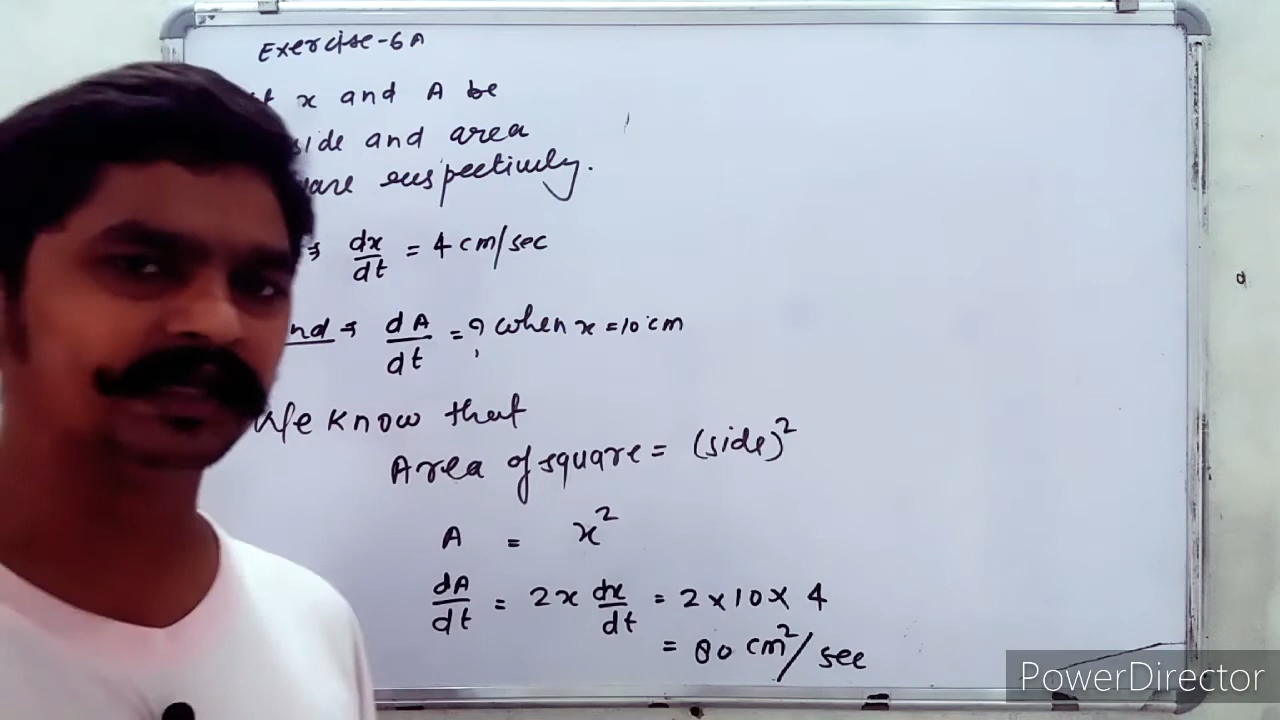 Exercise-6A
x and A be
side and area
respectively.
⇒ dx/dt = 4 cm/sec
⇒ dA/dt = ? when x = 10 cm
We know that
Area of square = (side)²
A = x²
dA/dt = 2x dx/dt = 2 × 10 × 4
= 80 cm²/sec
PowerDirector